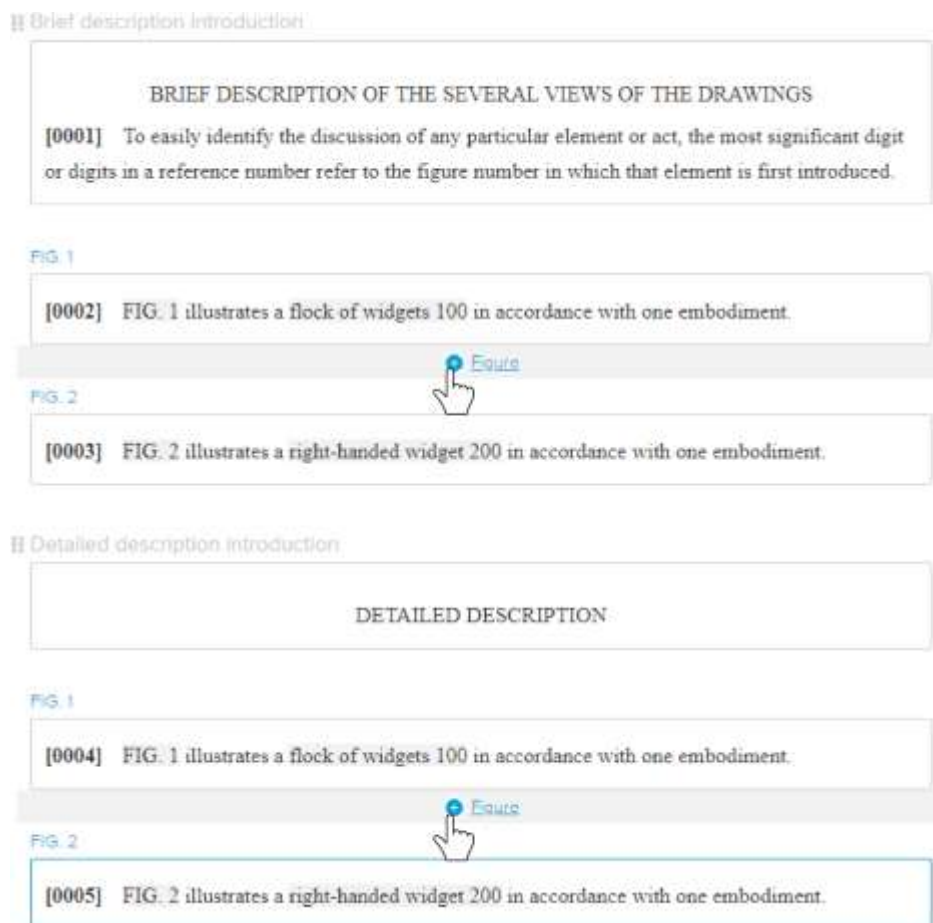 Brief description introduction
BRIEF DESCRIPTION OF THE SEVERAL VIEWS OF THE DRAWINGS
[0001] To easily identify the discussion of any particular element or act, the most significant digit
or digits in a reference number refer to the figure number in which that element is first introduced.
FIG. 1
[0002] FIG. 1 illustrates a flock of widgets 100 in accordance with one embodiment.
Figure
FIG. 2
[0003] FIG. 2 illustrates a right-handed widget 200 in accordance with one embodiment.
Detailed description introduction
DETAILED DESCRIPTION
FIG. 1
[0004] FIG. 1 illustrates a flock of widgets 100 in accordance with one embodiment.
Figure
FIG. 2
[0005] FIG. 2 illustrates a right-handed widget 200 in accordance with one embodiment.